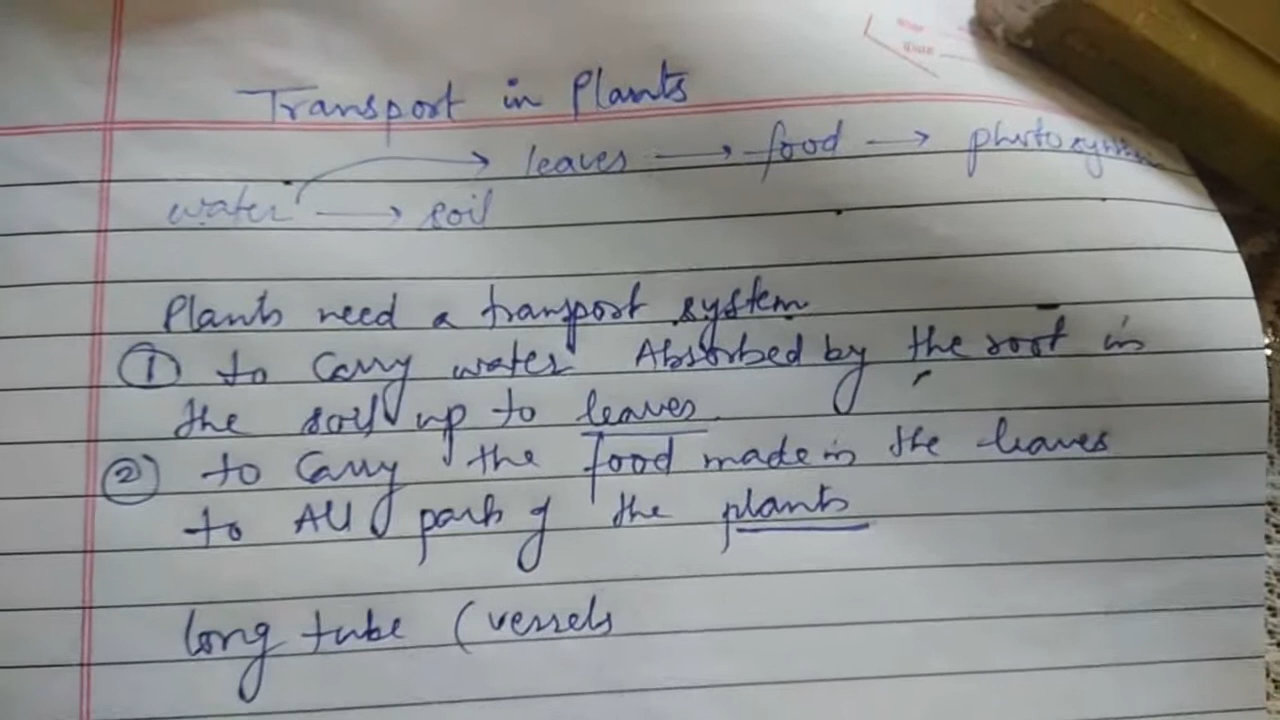 Transport in Plants
leaves → food → photosyn
water → soil
Plants need a transport system
① to Carry water Absorbed by the root in
the soil up to leaves.
② to Carry the food made in the leaves
to All parts of the plants
long tube (vessels